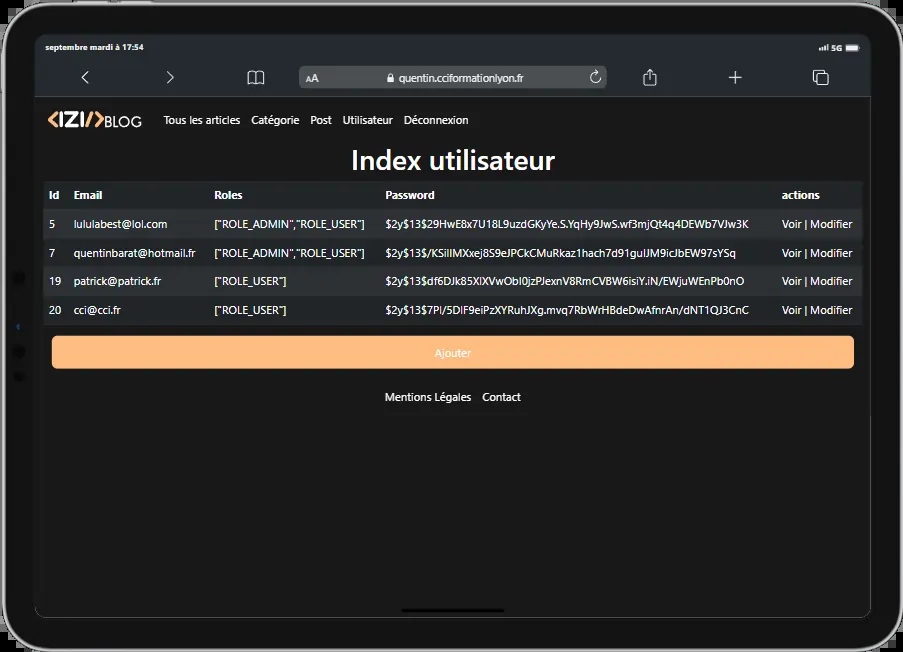 septembre mardi à 17:54
5G
AA quentin.cciformationlyon.fr
<IZI/>BLOG Tous les articles Catégorie Post Utilisateur Déconnexion
Index utilisateur
Id Email Roles Password actions
5 lululabest@lol.com ["ROLE_ADMIN","ROLE_USER"] $2y$13$29HwE8x7U18L9uzdGKyYe.S.YqHy9JwS.wf3mjQt4q4DEWb7VJw3K Voir | Modifier
7 quentinbarat@hotmail.fr ["ROLE_ADMIN","ROLE_USER"] $2y$13$/KSiIlMXxej8S9eJPCkCMuRkaz1hach7d91guIJM9icJbEW97sYSq Voir | Modifier
19 patrick@patrick.fr ["ROLE_USER"] $2y$13$df6DJk85XlXVwObI0jzPJexnV8RmCVBW6isiY.iN/EWjuWEnPb0nO Voir | Modifier
20 cci@cci.fr ["ROLE_USER"] $2y$13$7Pl/5DlF9eiPzXYRuhJXg.mvq7RbWrHBdeDwAfnrAn/dNT1QJ3CnC Voir | Modifier
Ajouter
Mentions Légales Contact